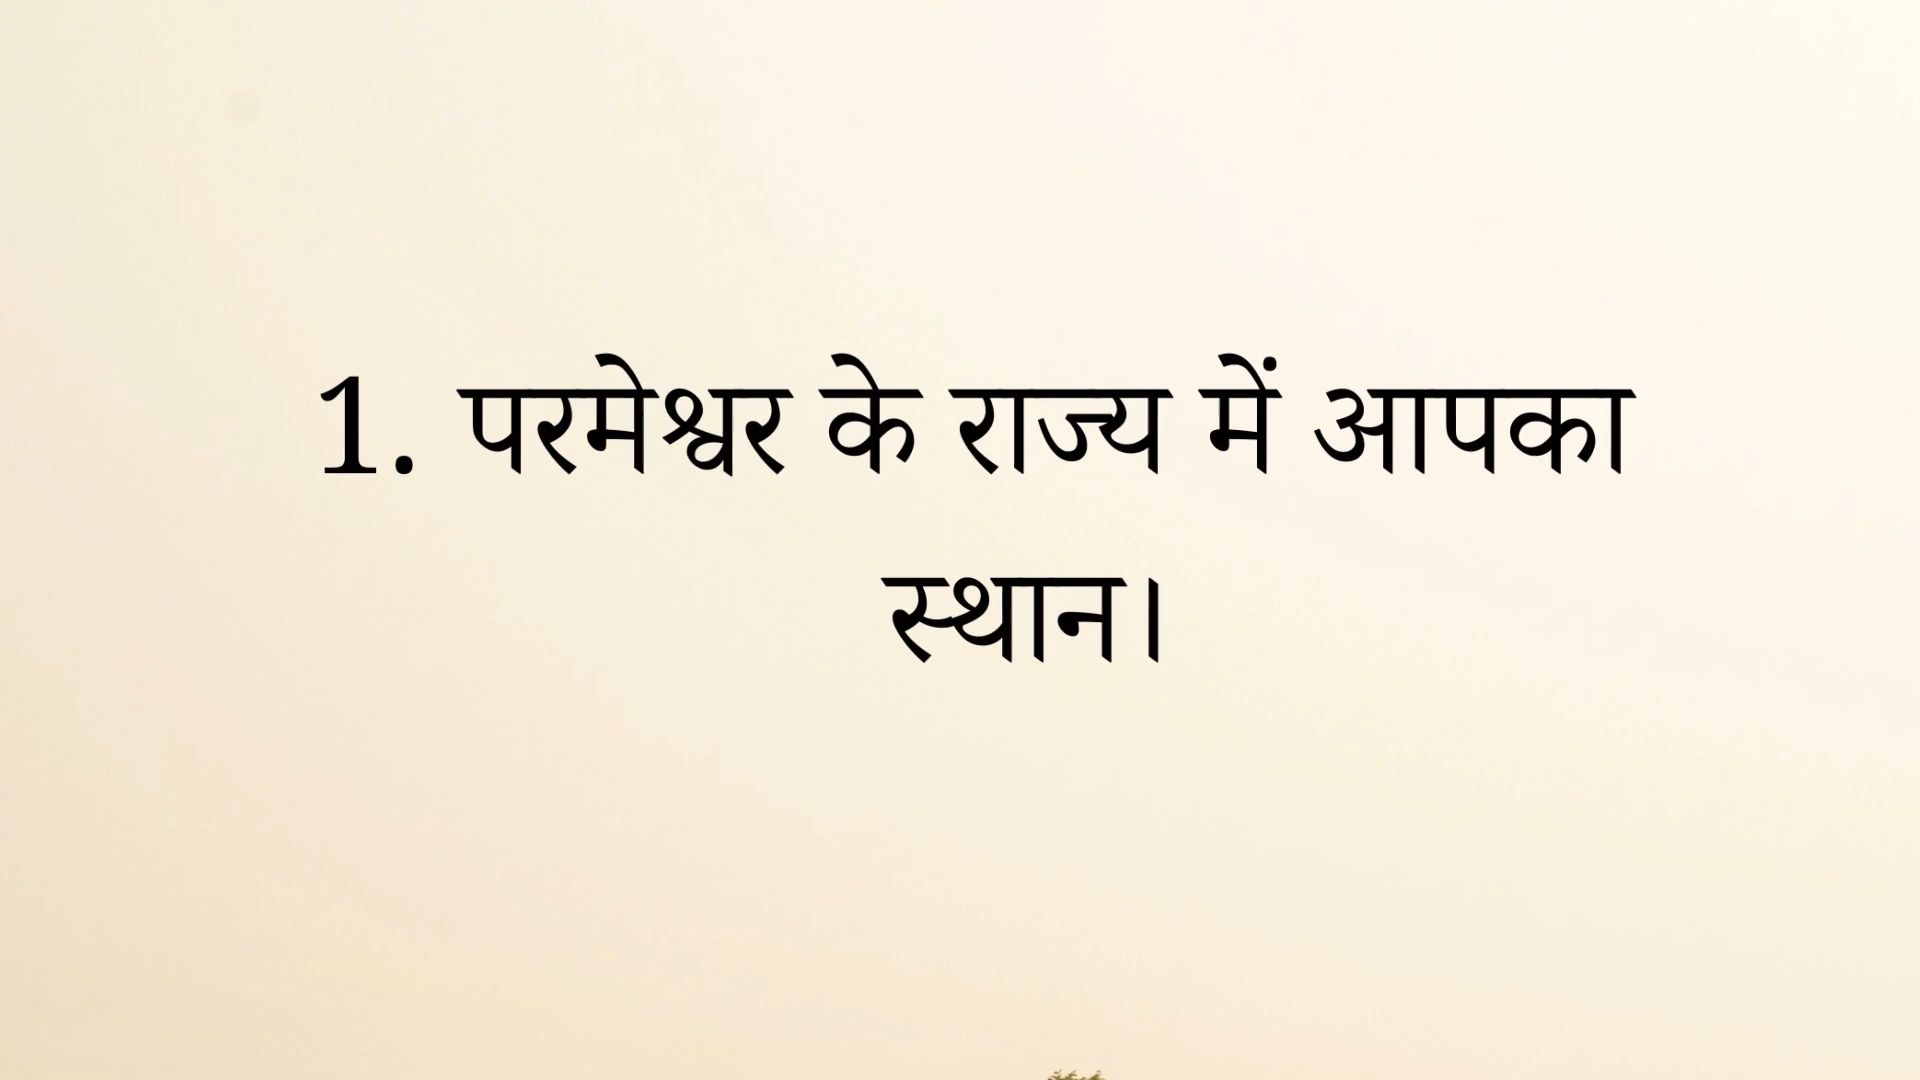 1. परमेश्वर के राज्य में आपका
स्थान।